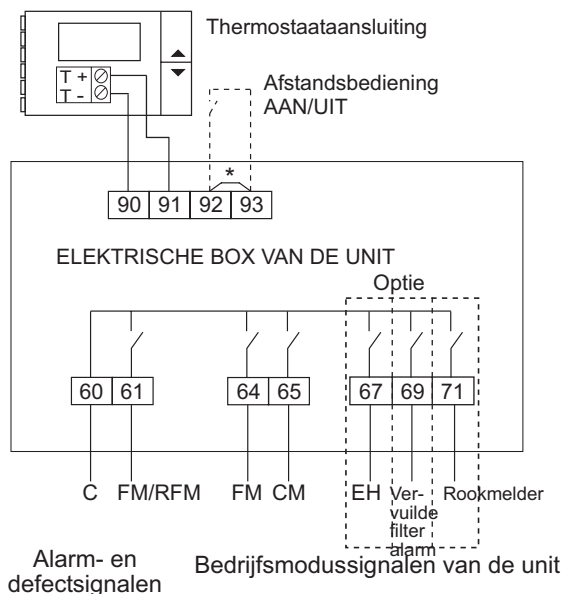 Thermostaataansluiting
T +
T -
Afstandsbediening
AAN/UIT
*
90 91 92 93
ELEKTRISCHE BOX VAN DE UNIT
Optie
60 61 64 65 67 69 71
C FM/RFM FM CM EH Ver-
vuilde
filter
alarm
Rookmelder
Alarm- en
defectsignalen
Bedrijfsmodussignalen van de unit